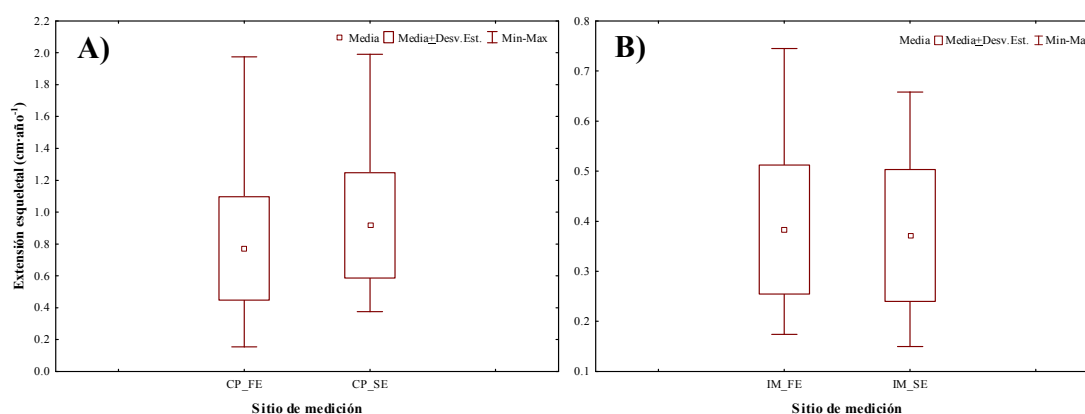 A)
Media Media±Desv.Est. Min-Max
Extensión esqueletal (cm·año⁻¹)
2.2
2.0
1.8
1.6
1.4
1.2
1.0
0.8
0.6
0.4
0.2
0.0
CP_FE CP_SE
Sitio de medición
B)
Media Media±Desv.Est. Min-Ma
0.8
0.7
0.6
0.5
0.4
0.3
0.2
0.1
IM_FE IM_SE
Sitio de medición